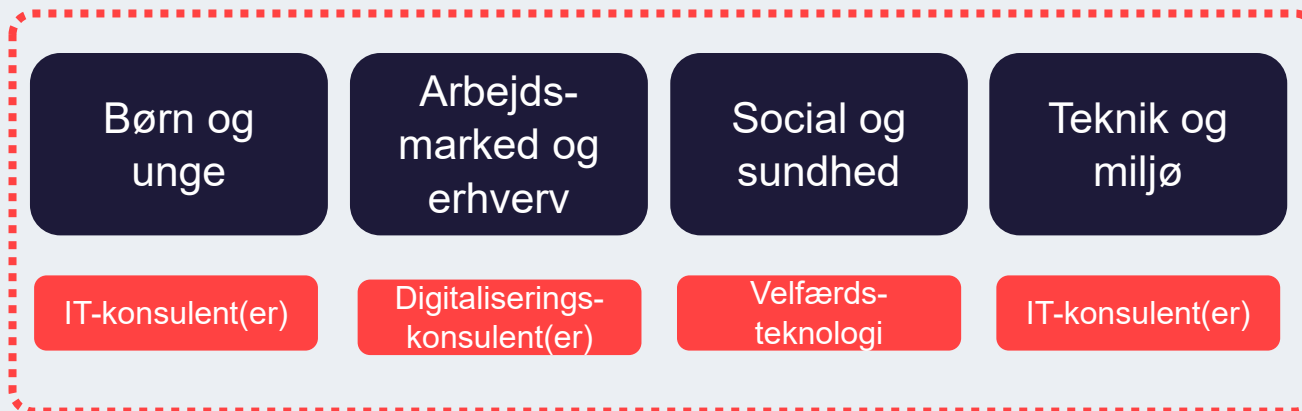 Børn og
unge
Arbejds-
marked og
erhverv
Social og
sundhed
Teknik og
miljø
IT-konsulent(er)
Digitaliserings-
konsulent(er)
Velfærds-
teknologi
IT-konsulent(er)